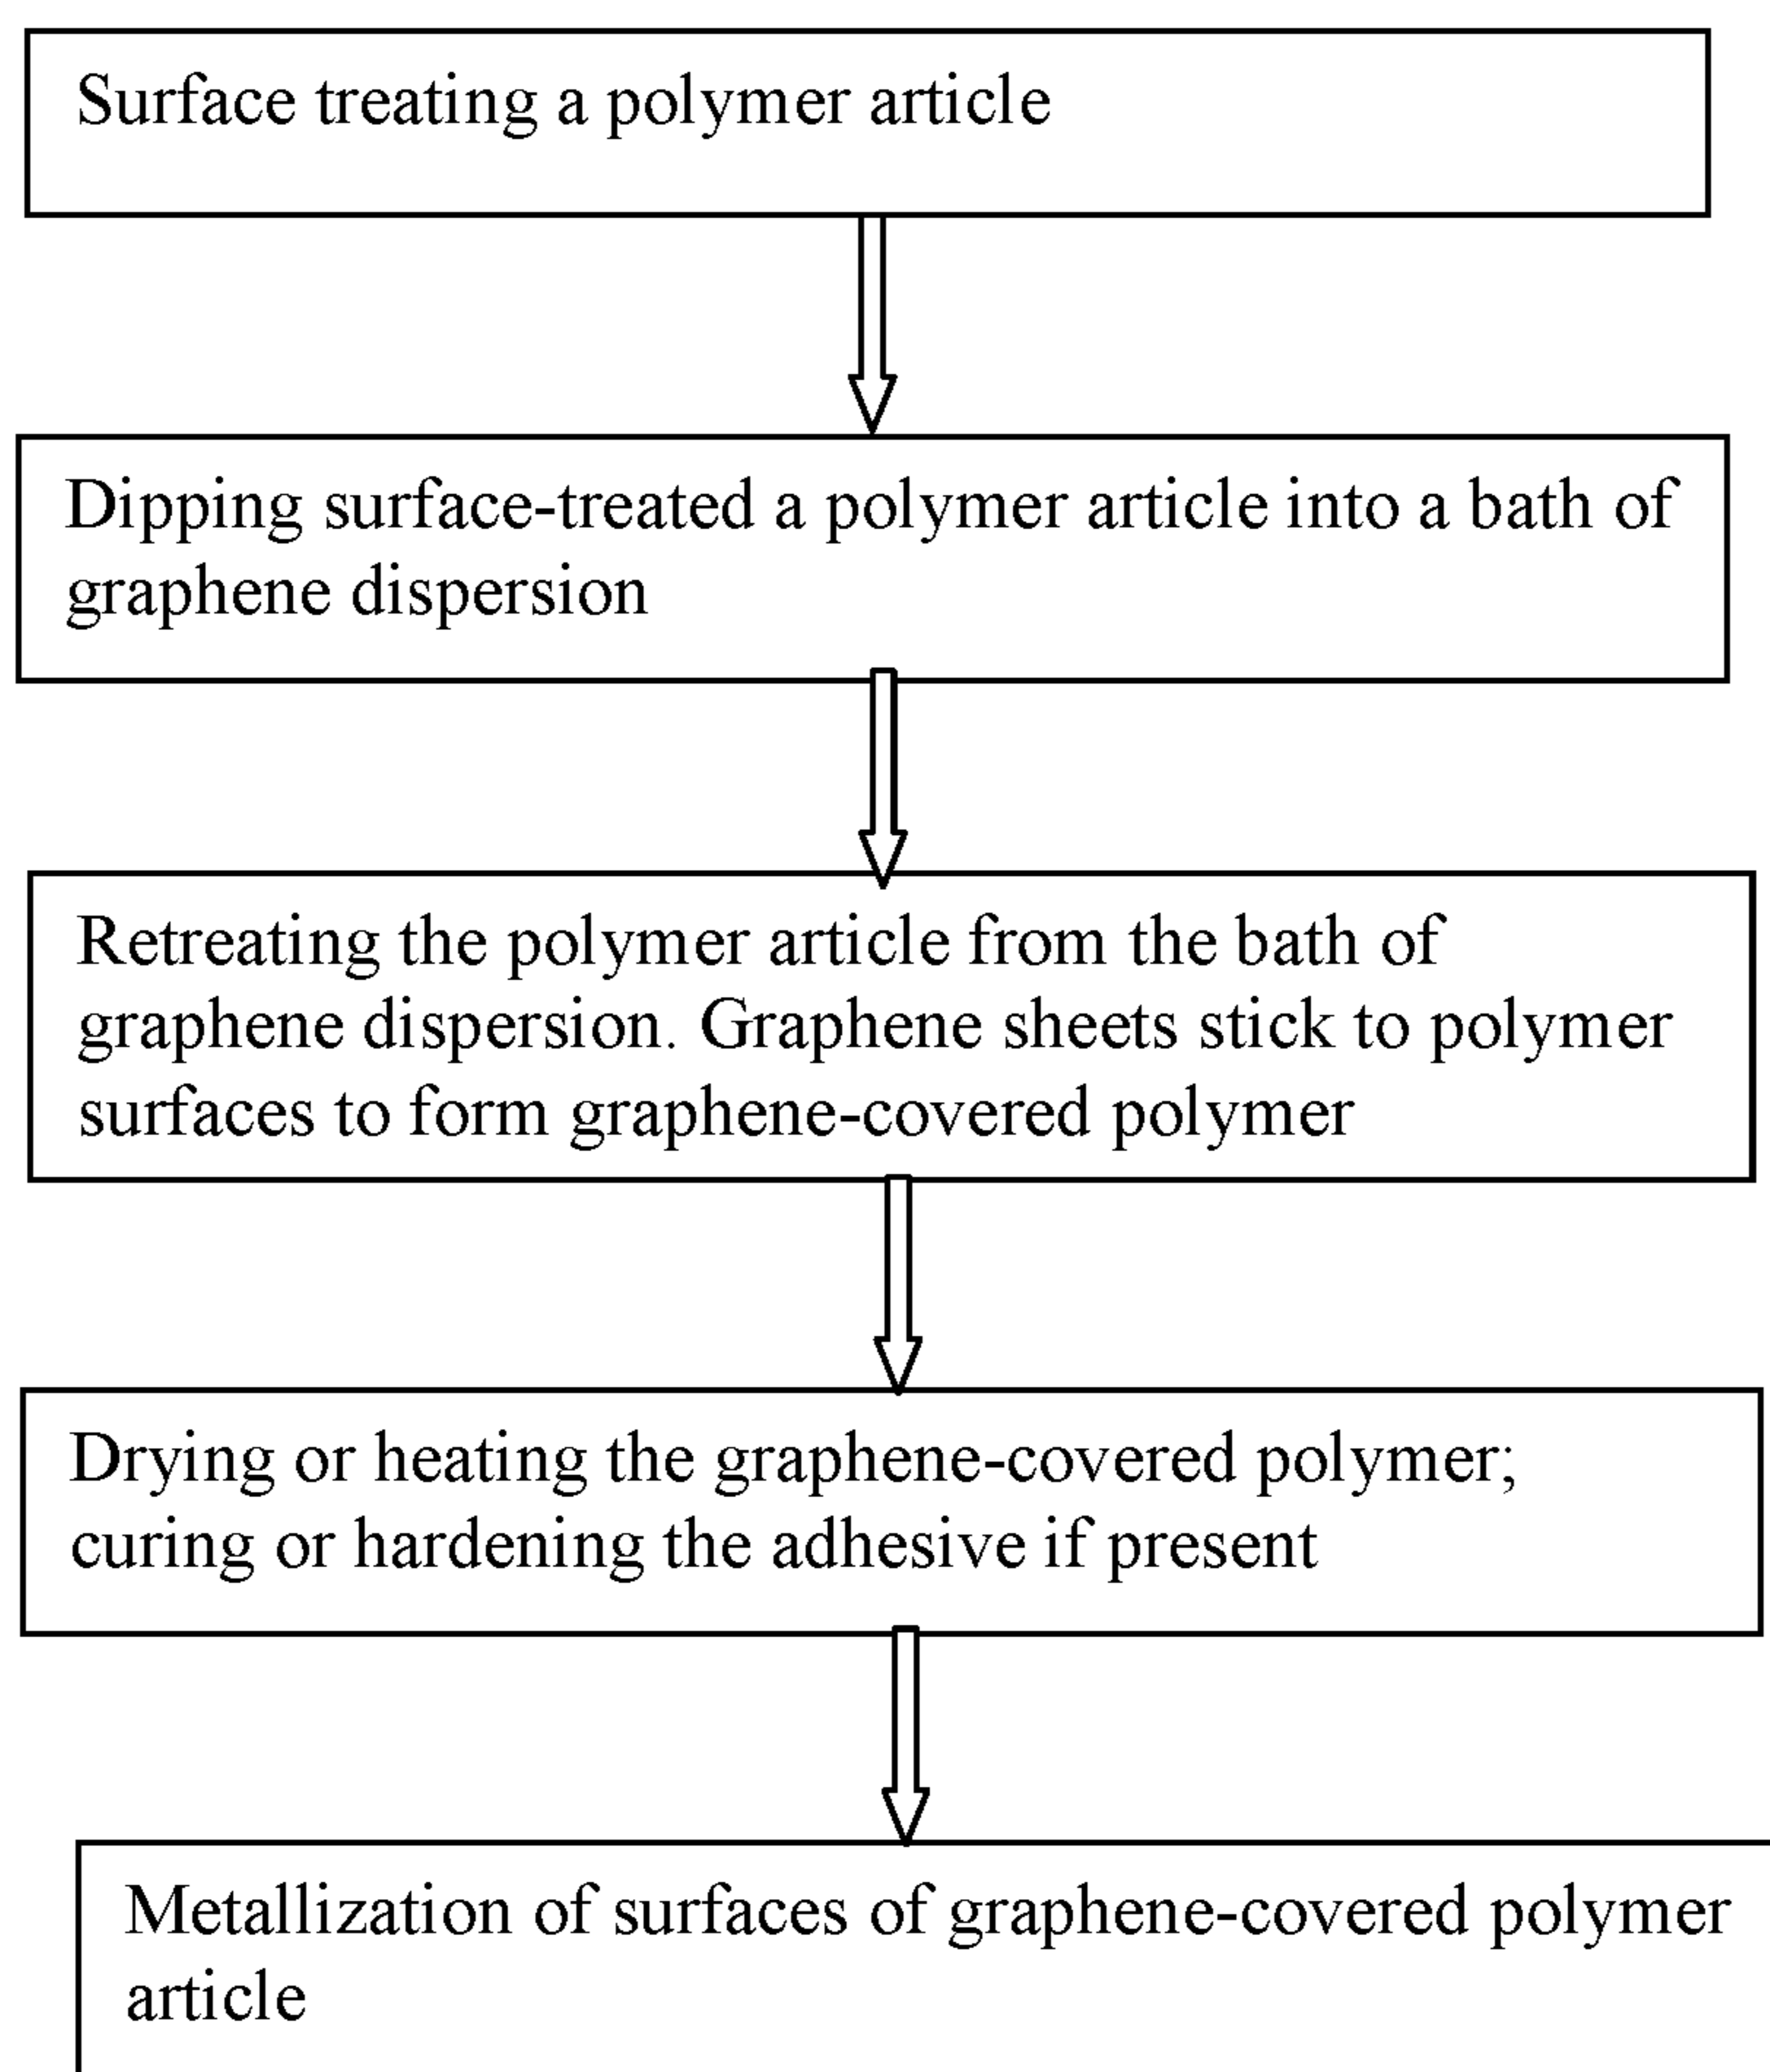 Surface treating a polymer article
Dipping surface-treated a polymer article into a bath of
graphene dispersion
Retreating the polymer article from the bath of
graphene dispersion. Graphene sheets stick to polymer
surfaces to form graphene-covered polymer
Drying or heating the graphene-covered polymer;
curing or hardening the adhesive if present
Metallization of surfaces of graphene-covered polymer
article